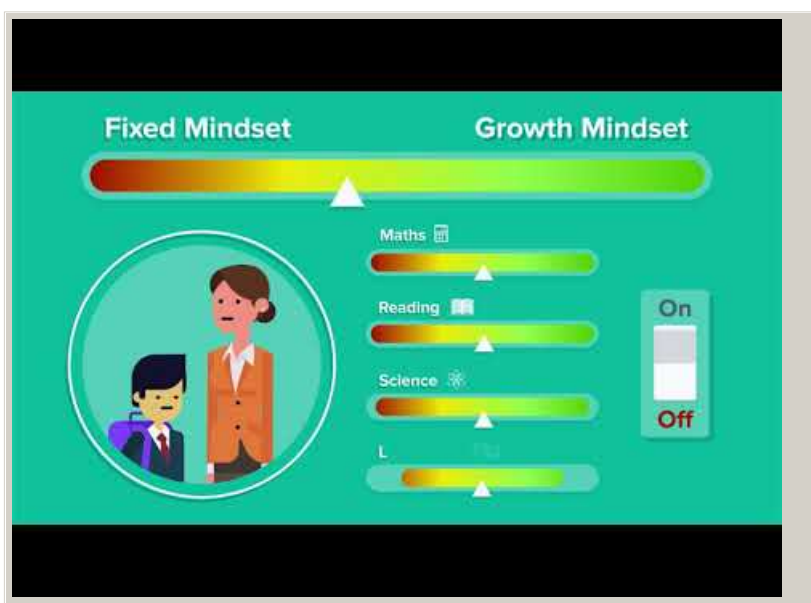 Fixed Mindset
Growth Mindset
Maths
Reading
Science
L
On
Off